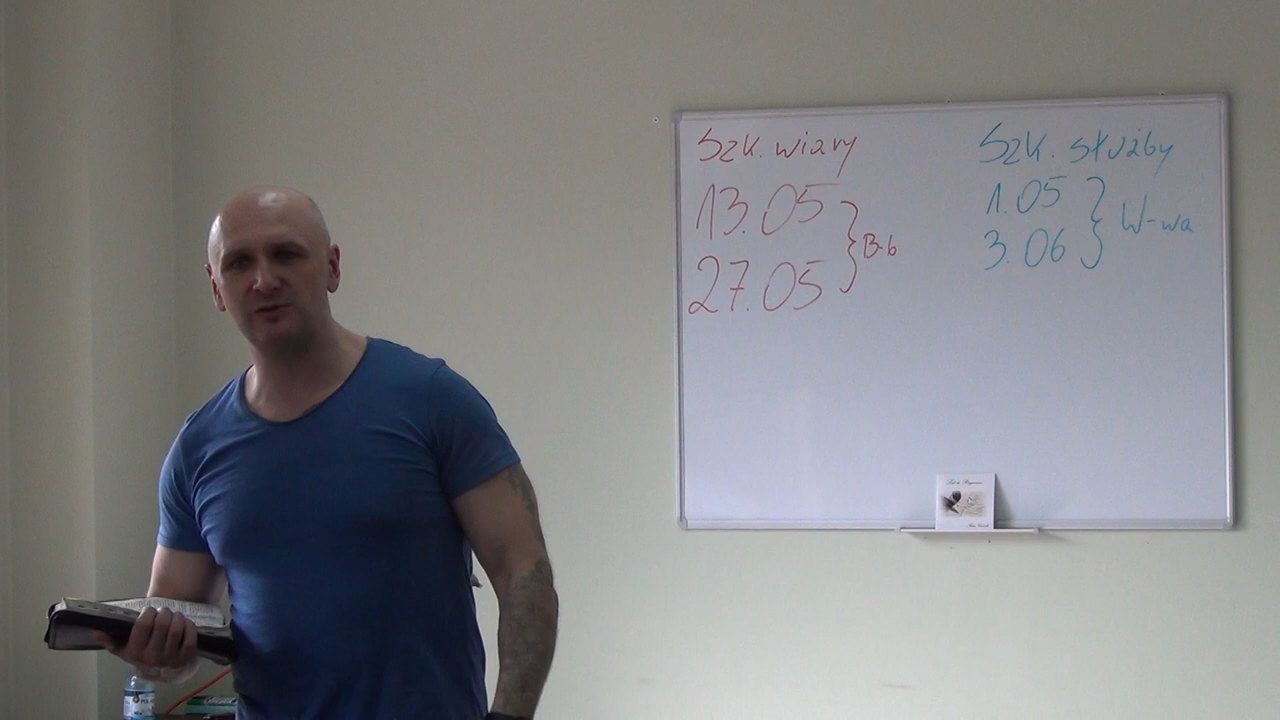 Szk. wiary
13.05
27.05
B-b
Szk. służby
1.05
3.06
W-wa